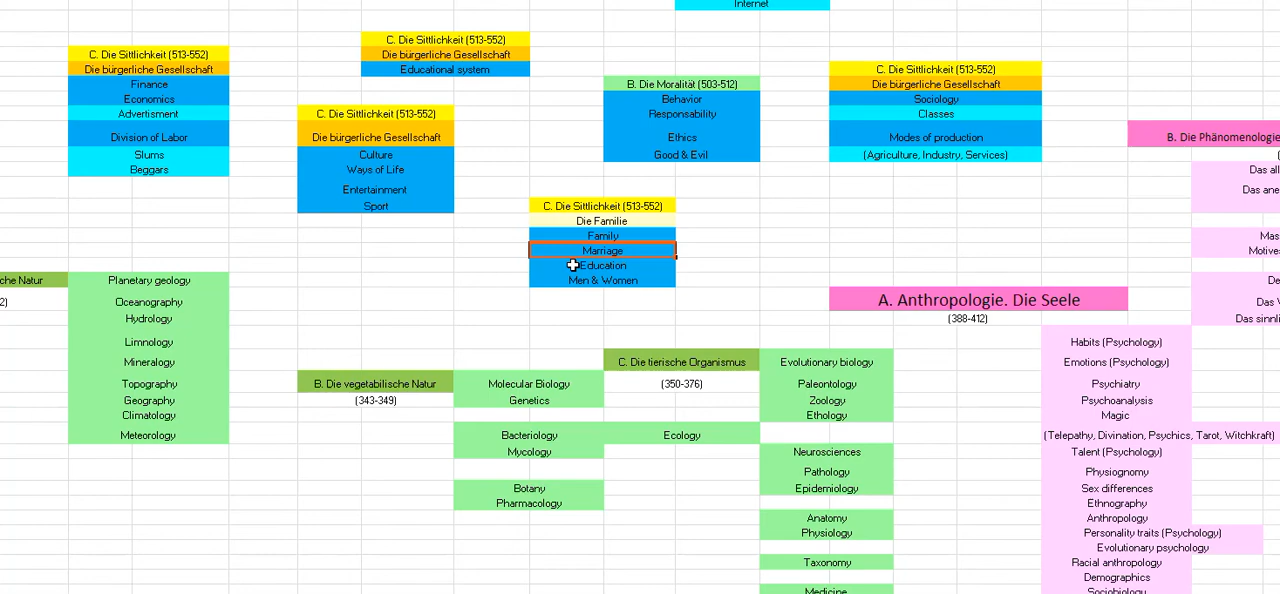 Internet
C. Die Sittlichkeit (513-552)
Die bürgerliche Gesellschaft
Finance
Economics
Advertisment
Division of Labor
Slums
Beggars
C. Die Sittlichkeit (513-552)
Die bürgerliche Gesellschaft
Educational system
C. Die Sittlichkeit (513-552)
Die bürgerliche Gesellschaft
Culture
Ways of Life
Entertainment
Sport
B. Die Moralität (503-512)
Behavior
Responsability
Ethics
Good & Evil
C. Die Sittlichkeit (513-552)
Die bürgerliche Gesellschaft
Sociology
Classes
Modes of production
(Agriculture, Industry, Services)
C. Die Sittlichkeit (513-552)
Die Familie
Family
Marriage
Education
Men & Women
B. Die Phänomenologie
(
Das all
Das ane
Mas
Motives
De
Das V
Das sinnli
che Natur
2)
Planetary geology
Oceanography
Hydrology
Limnology
Mineralogy
Topography
Geography
Climatology
Meteorology
B. Die vegetabilische Natur
(343-349)
Molecular Biology
Genetics
Bacteriology
Mycology
Botany
Pharmacology
C. Die tierische Organismus
(350-376)
Ecology
Evolutionary biology
Paleontology
Zoology
Ethology
Neurosciences
Pathology
Epidemiology
Anatomy
Physiology
Taxonomy
Medicine
A. Anthropologie. Die Seele
(388-412)
Habits (Psychology)
Emotions (Psychology)
Psychiatry
Psychoanalysis
Magic
(Telepathy, Divination, Psychics, Tarot, Witchkraft)
Talent (Psychology)
Physiognomy
Sex differences
Ethnography
Anthropology
Personality traits (Psychology)
Evolutionary psychology
Racial anthropology
Demographics
Sociobiology